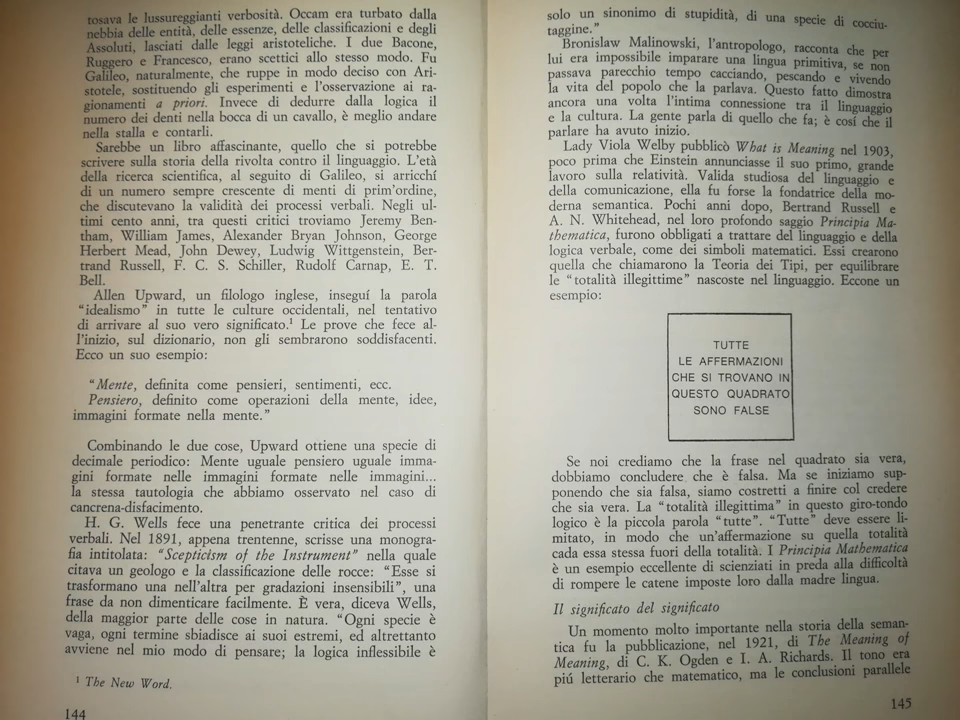 tosava le lussureggianti verbosità. Occam era turbato dalla
nebbia delle entità, delle essenze, delle classificazioni e degli
Assoluti, lasciati dalle leggi aristoteliche. I due Bacone,
Ruggero e Francesco, erano scettici allo stesso modo. Fu
Galileo, naturalmente, che ruppe in modo deciso con Ari-
stotele, sostituendo gli esperimenti e l'osservazione ai ra-
gionamenti a priori. Invece di dedurre dalla logica il
numero dei denti nella bocca di un cavallo, è meglio andare
nella stalla e contarli.
Sarebbe un libro affascinante, quello che si potrebbe
scrivere sulla storia della rivolta contro il linguaggio. L'età
della ricerca scientifica, al seguito di Galileo, si arricchí
di un numero sempre crescente di menti di prim'ordine,
che discutevano la validità dei processi verbali. Negli ul-
timi cento anni, tra questi critici troviamo Jeremy Ben-
tham, William James, Alexander Bryan Johnson, George
Herbert Mead, John Dewey, Ludwig Wittgenstein, Ber-
trand Russell, F. C. S. Schiller, Rudolf Carnap, E. T.
Bell.
Allen Upward, un filologo inglese, inseguí la parola
"idealismo" in tutte le culture occidentali, nel tentativo
di arrivare al suo vero significato.¹ Le prove che fece al-
l'inizio, sul dizionario, non gli sembrarono soddisfacenti.
Ecco un suo esempio:
"Mente, definita come pensieri, sentimenti, ecc.
Pensiero, definito come operazioni della mente, idee,
immagini formate nella mente."
Combinando le due cose, Upward ottiene una specie di
decimale periodico: Mente uguale pensiero uguale imma-
gini formate nelle immagini formate nelle immagini...
la stessa tautologia che abbiamo osservato nel caso di
cancrena-disfacimento.
H. G. Wells fece una penetrante critica dei processi
verbali. Nel 1891, appena trentenne, scrisse una monogra-
fia intitolata: "Scepticism of the Instrument" nella quale
citava un geologo e la classificazione delle rocce: "Esse si
trasformano una nell'altra per gradazioni insensibili", una
frase da non dimenticare facilmente. È vera, diceva Wells,
della maggior parte delle cose in natura. "Ogni specie è
vaga, ogni termine sbiadisce ai suoi estremi, ed altrettanto
avviene nel mio modo di pensare; la logica inflessibile è
¹ The New Word.
144
solo un sinonimo di stupidità, di una specie di cocciu-
taggine."
Bronislaw Malinowski, l'antropologo, racconta che per
lui era impossibile imparare una lingua primitiva, se non
passava parecchio tempo cacciando, pescando e vivendo
la vita del popolo che la parlava. Questo fatto dimostra
ancora una volta l'intima connessione tra il linguaggio
e la cultura. La gente parla di quello che fa; è cosí che il
parlare ha avuto inizio.
Lady Viola Welby pubblicò What is Meaning nel 1903,
poco prima che Einstein annunciasse il suo primo, grande
lavoro sulla relatività. Valida studiosa del linguaggio e
della comunicazione, ella fu forse la fondatrice della mo-
derna semantica. Pochi anni dopo, Bertrand Russell e
A. N. Whitehead, nel loro profondo saggio Principia Ma-
thematica, furono obbligati a trattare del linguaggio e della
logica verbale, come dei simboli matematici. Essi crearono
quella che chiamarono la Teoria dei Tipi, per equilibrare
le "totalità illegittime" nascoste nel linguaggio. Eccone un
esempio:
TUTTE
LE AFFERMAZIONI
CHE SI TROVANO IN
QUESTO QUADRATO
SONO FALSE
Se noi crediamo che la frase nel quadrato sia vera,
dobbiamo concludere che è falsa. Ma se iniziamo sup-
ponendo che sia falsa, siamo costretti a finire col credere
che sia vera. La "totalità illegittima" in questo giro-tondo
logico è la piccola parola "tutte". "Tutte" deve essere li-
mitato, in modo che un'affermazione su quella totalità
cada essa stessa fuori della totalità. I Principia Mathematica
è un esempio eccellente di scienziati in preda alla difficoltà
di rompere le catene imposte loro dalla madre lingua.
Il significato del significato
Un momento molto importante nella storia della seman-
tica fu la pubblicazione, nel 1921, di The Meaning of
Meaning, di C. K. Ogden e I. A. Richards. Il tono era
piú letterario che matematico, ma le conclusioni parallele
145